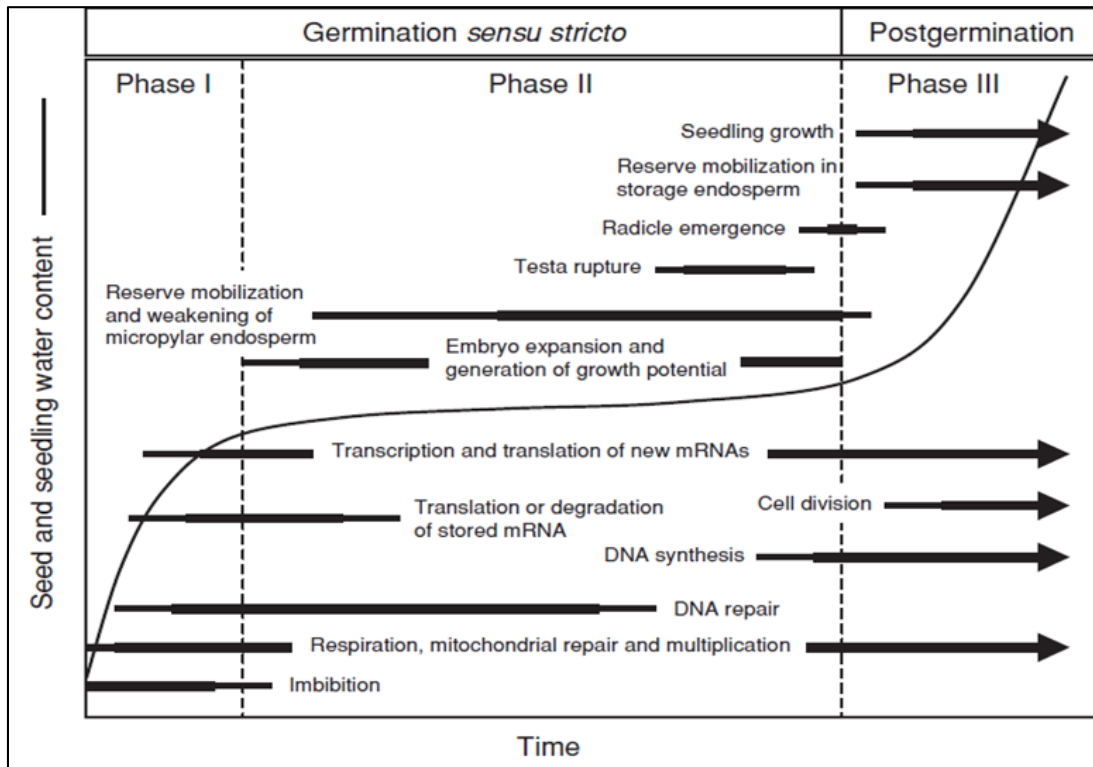 Germination sensu stricto
Postgermination
Phase I
Phase II
Phase III
Seedling growth
Reserve mobilization in
storage endosperm
Radicle emergence
Testa rupture
Reserve mobilization
and weakening of
micropylar endosperm
Embryo expansion and
generation of growth potential
Transcription and translation of new mRNAs
Cell division
Translation or degradation
of stored mRNA
DNA synthesis
DNA repair
Respiration, mitochondrial repair and multiplication
Imbibition
Seed and seedling water content
Time